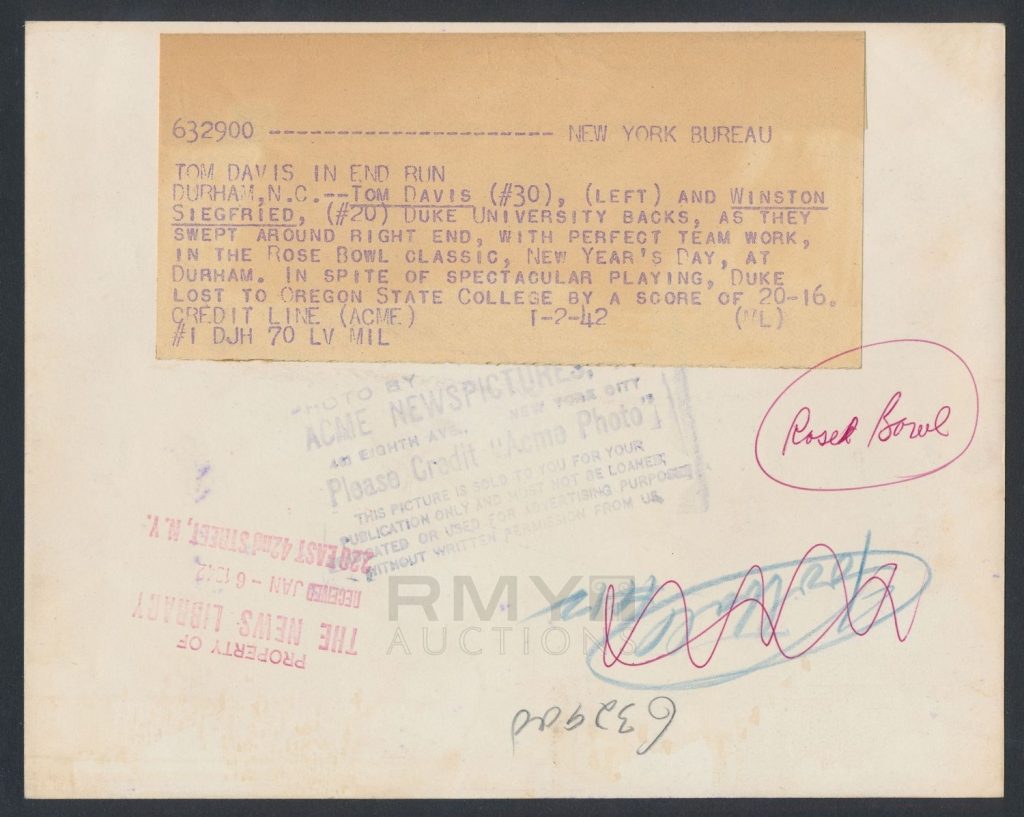 632900 ---------------------- NEW YORK BUREAU
TOM DAVIS IN END RUN
DURHAM,N.C.--TOM DAVIS (#30), (LEFT) AND WINSTON
SIEGFRIED, (#20) DUKE UNIVERSITY BACKS, AS THEY
SWEPT AROUND RIGHT END, WITH PERFECT TEAM WORK,
IN THE ROSE BOWL CLASSIC, NEW YEAR'S DAY, AT
DURHAM. IN SPITE OF SPECTACULAR PLAYING, DUKE
LOST TO OREGON STATE COLLEGE BY A SCORE OF 20-16.
CREDIT LINE (ACME) 1-2-42 (ML)
#1 DJH 70 LV MIL
PHOTO BY
ACME NEWSPICTURES,
461 EIGHTH AVE., NEW YORK CITY
Please Credit "Acme Photo"
THIS PICTURE IS SOLD TO YOU FOR YOUR
PUBLICATION ONLY AND MUST NOT BE LOANED,
OR USED FOR ADVERTISING PURPOSES
WITHOUT WRITTEN PERMISSION FROM US.
Rose Bowl
PROPERTY OF
THE NEWS LIBRARY
RECEIVED JAN - 6 1942
220 EAST 42nd STREET, N. Y.
RMY
AUCTIONS
632900